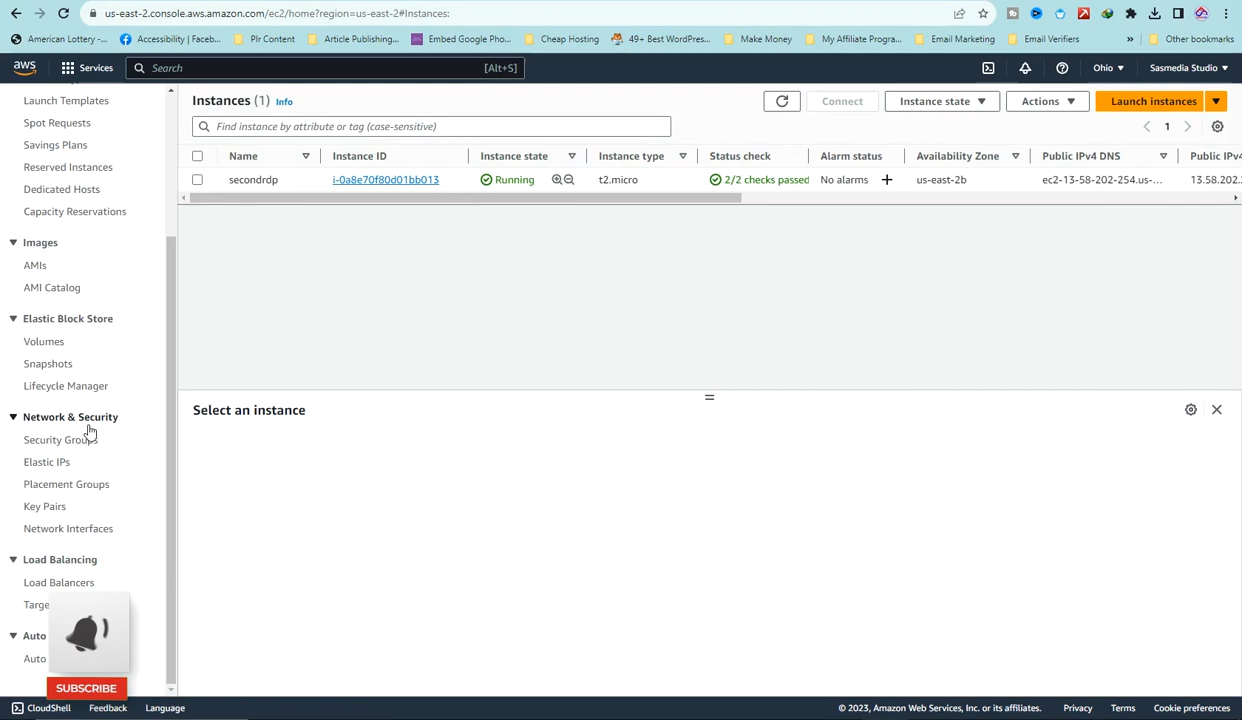 us-east-2.console.aws.amazon.com/ec2/home?region=us-east-2#Instances:
American Lottery -... Accessibility | Faceb... Plr Content Article Publishing... Embed Google Pho... Cheap Hosting 49+ Best WordPress... Make Money My Affiliate Progra... Email Marketing Email Verifiers » Other bookmarks
aws Services Search [Alt+S] Ohio Sasmedia Studio
Launch Templates
Spot Requests
Savings Plans
Reserved Instances
Dedicated Hosts
Capacity Reservations
Images
AMIs
AMI Catalog
Elastic Block Store
Volumes
Snapshots
Lifecycle Manager
Network & Security
Security Groups
Elastic IPs
Placement Groups
Key Pairs
Network Interfaces
Load Balancing
Load Balancers
Targe
Auto
Auto
SUBSCRIBE
Instances (1) Info
Connect Instance state Actions Launch instances
Find instance by attribute or tag (case-sensitive)
1
Name Instance ID Instance state Instance type Status check Alarm status Availability Zone Public IPv4 DNS Public IPv4
secondrdp i-0a8e70f80d01bb013 Running t2.micro 2/2 checks passed No alarms + us-east-2b ec2-13-58-202-254.us-... 13.58.202.
Select an instance
CloudShell Feedback Language © 2023, Amazon Web Services, Inc. or its affiliates. Privacy Terms Cookie preferences